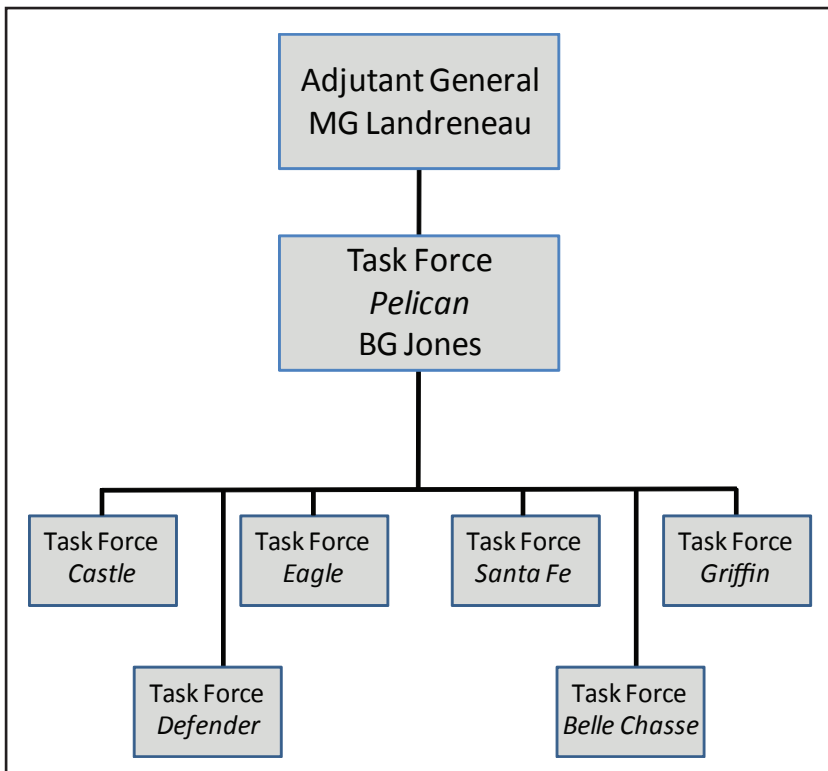 Adjutant General
MG Landreneau
Task Force
Pelican
BG Jones
Task Force
Castle
Task Force
Eagle
Task Force
Santa Fe
Task Force
Griffin
Task Force
Defender
Task Force
Belle Chasse